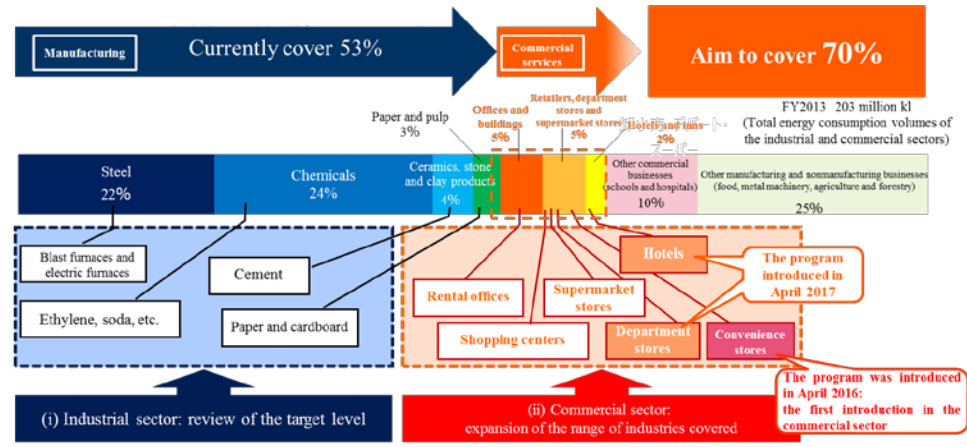 Manufacturing
Currently cover 53%
Commercial
services
Aim to cover 70%
FY2013 203 million kl
(Total energy consumption volumes of
the industrial and commercial sectors)
Paper and pulp
3%
Offices and
buildings
5%
Retailers, department
stores and
supermarket stores
5%
Hotels and inns
2%
Steel
22%
Chemicals
24%
Ceramics, stone
and clay products
4%
Other commercial
businesses
(schools and hospitals)
10%
Other manufacturing and nonmanufacturing businesses
(food, metal machinery, agriculture and forestry)
25%
Blast furnaces and
electric furnaces
Cement
Ethylene, soda, etc.
Paper and cardboard
Hotels
Rental offices
Supermarket
stores
Shopping centers
Department
stores
Convenience
stores
The program
introduced in
April 2017
The program was introduced
in April 2016:
the first introduction in the
commercial sector
(i) Industrial sector: review of the target level
(ii) Commercial sector:
expansion of the range of industries covered